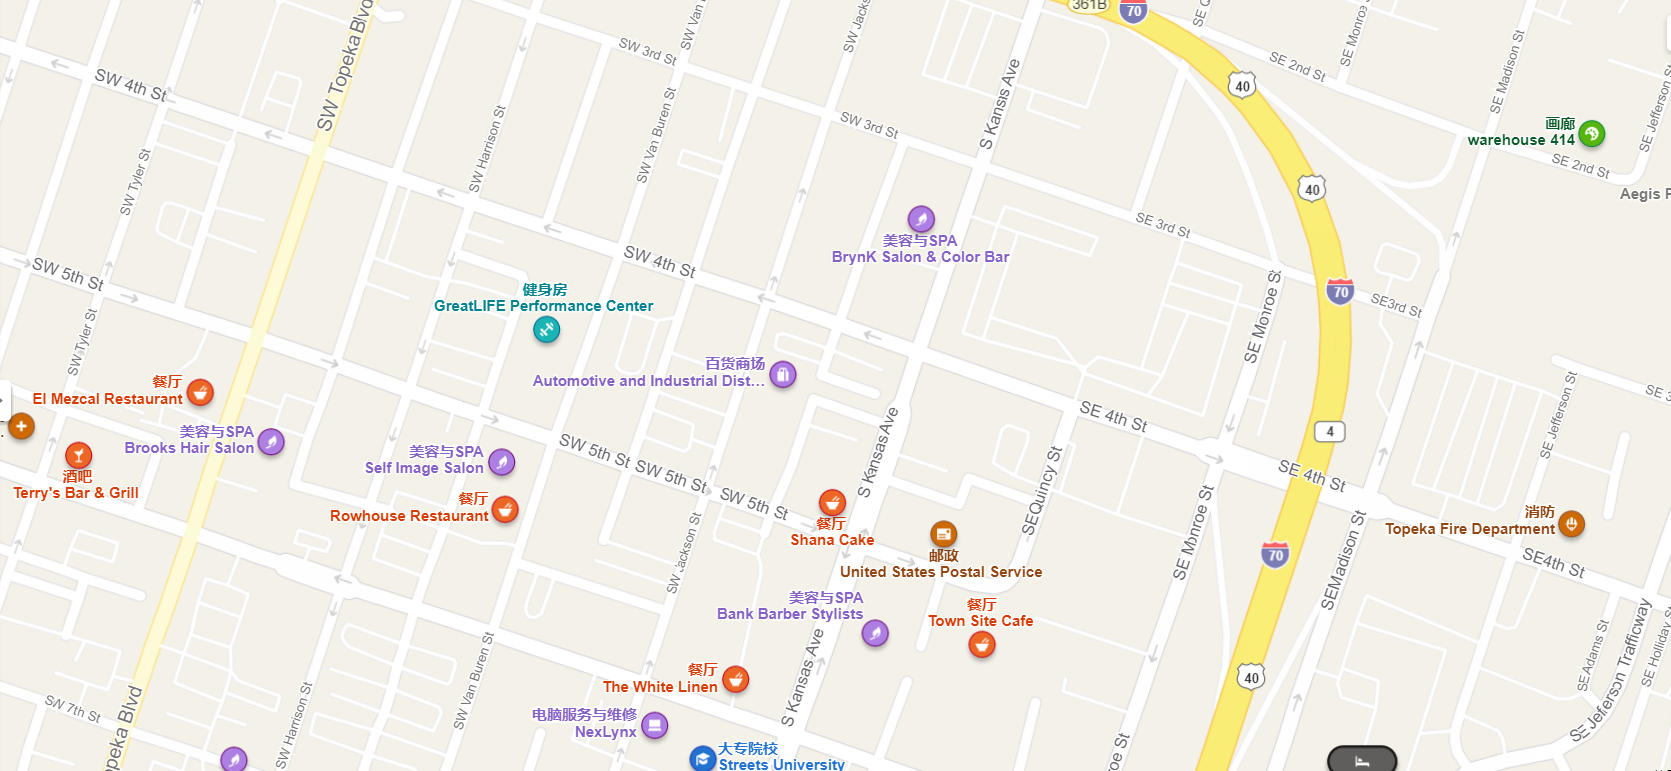 361B
70
SW Topeka Blvd
SW Van Buren St
SW Jacks
SE Q
SE Monroe
SW 3rd St
SE 2nd St
40
SE Madison St
SE Jefferson St
SW 4th St
S Kansas Ave
SW 3rd St
画廊
warehouse 414
SW Harrison St
SW Van Buren St
SE 2nd St
SW Tyler St
40
Aegis
SE 3rd St
美容与SPA
BrynK Salon & Color Bar
SW 5th St
SW 4th St
健身房
GreatLIFE Performance Center
70
SE3rd St
SE Monroe St
SW Tyler St
百货商场
Automotive and Industrial Dist...
餐厅
El Mezcal Restaurant
SE 3
SE Jefferson St
SE 4th St
4
美容与SPA
Brooks Hair Salon
美容与SPA
Self Image Salon
SW 5th St
SW 5th St
SW 5th St
S Kansas Ave
SE 4th St
酒吧
Terry's Bar & Grill
餐厅
Rowhouse Restaurant
餐厅
Shana Cake
SEQuincy St
SE Monroe St
消防
Topeka Fire Department
SW Jackson St
邮政
United States Postal Service
70
SEMadison St
SE4th St
美容与SPA
Bank Barber Stylists
餐厅
Town Site Cafe
SEAdams St
SE Jefferson Trafficway
SE Holliday
餐厅
The White Linen
S Kansas Ave
SW Van Buren St
40
SW 7th St
SW Harrison St
opeka Blvd
电脑服务与维修
NexLynx
大专院校
Streets University
roe St